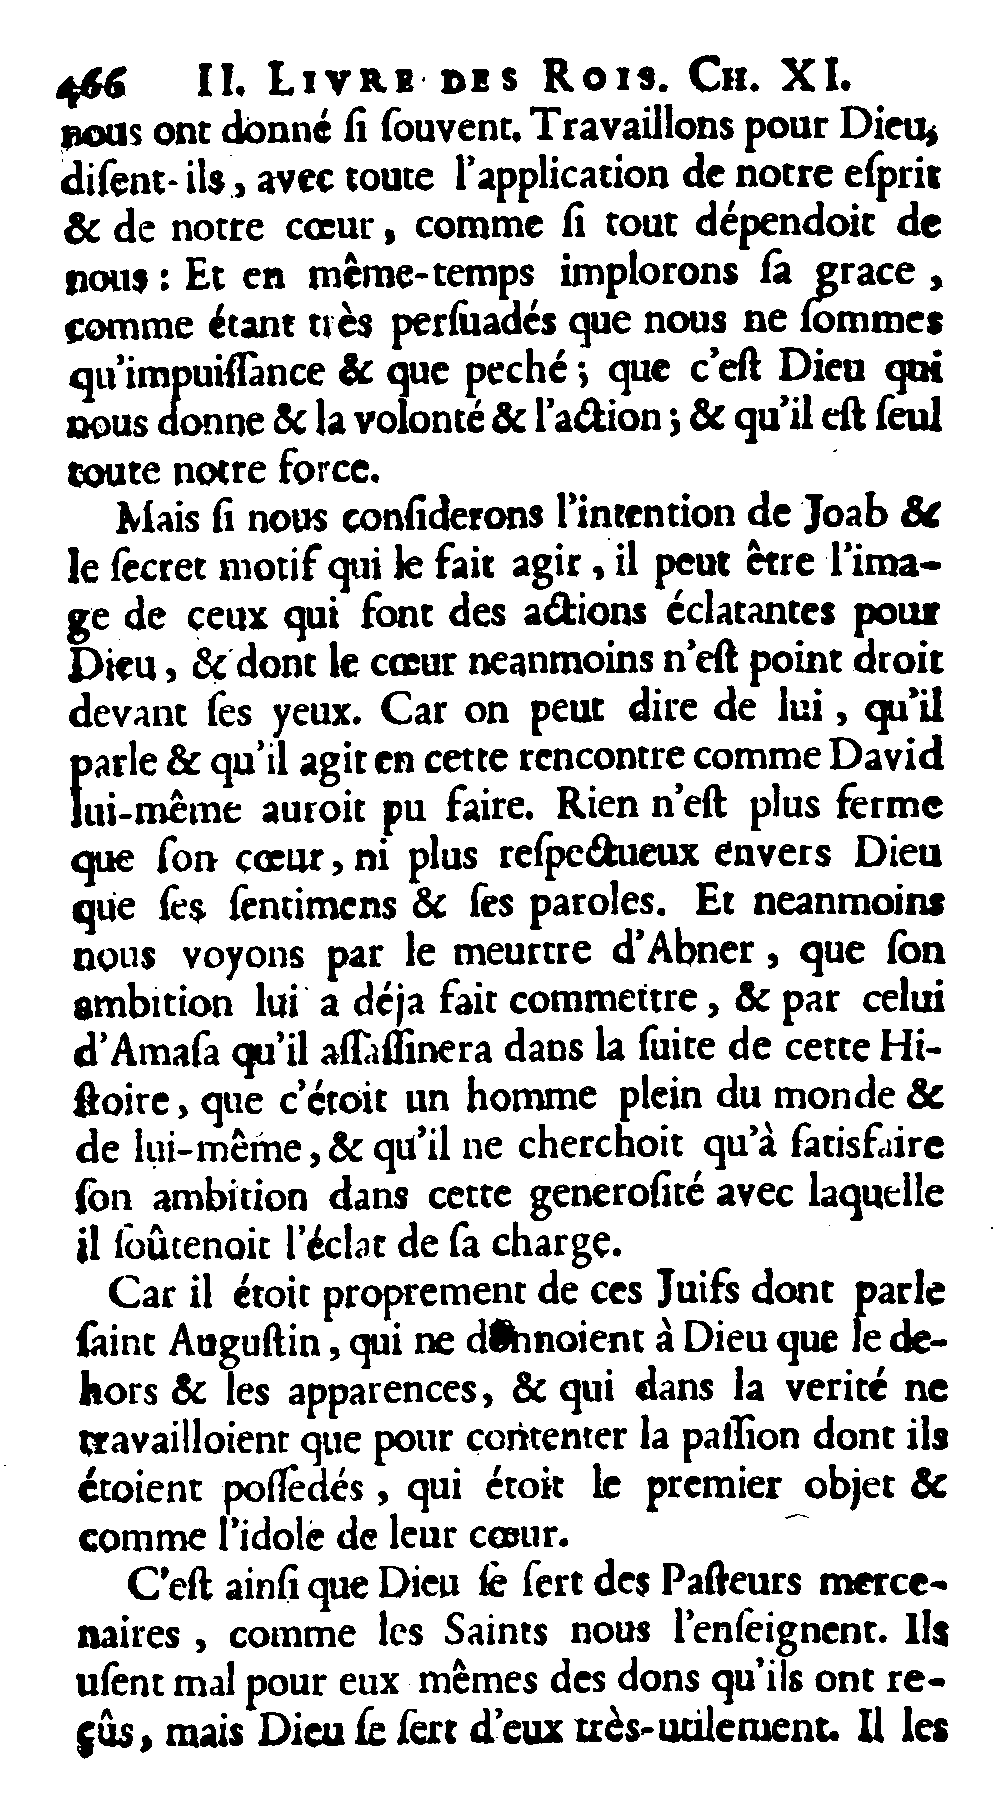 466 II. LIVRE DES ROIS. CH. XI.
nous ont donné ſi ſouvent. Travaillons pour Dieu,
diſent-ils, avec toute l'application de notre eſprit
& de notre cœur, comme ſi tout dépendoit de
nous : Et en même-temps implorons ſa grace,
comme étant très perſuadés que nous ne ſommes
qu'impuiſſance & que peché ; que c'eſt Dieu qui
nous donne & la volonté & l'action ; & qu'il eſt ſeul
toute notre force.
Mais ſi nous conſiderons l'intention de Joab &
le ſecret motif qui le fait agir, il peut être l'ima-
ge de ceux qui font des actions éclatantes pour
Dieu, & dont le cœur neanmoins n'eſt point droit
devant ſes yeux. Car on peut dire de lui, qu'il
parle & qu'il agit en cette rencontre comme David
lui-même auroit pu faire. Rien n'eſt plus ferme
que ſon cœur, ni plus reſpectueux envers Dieu
que ſes ſentimens & ſes paroles. Et neanmoins
nous voyons par le meurtre d'Abner, que ſon
ambition lui a déja fait commettre, & par celui
d'Amaſa qu'il aſſaſſinera dans la ſuite de cette Hi-
ſtoire, que c'étoit un homme plein du monde &
de lui-même, & qu'il ne cherchoit qu'à ſatisfaire
ſon ambition dans cette generoſité avec laquelle
il ſoûtenoit l'éclat de ſa charge.
Car il étoit proprement de ces Juifs dont parle
ſaint Auguſtin, qui ne donnoient à Dieu que le de-
hors & les apparences, & qui dans la verité ne
travailloient que pour contenter la paſſion dont ils
étoient poſſedés, qui étoit le premier objet &
comme l'idole de leur cœur.
C'eſt ainſi que Dieu ſe ſert des Paſteurs merce-
naires, comme les Saints nous l'enſeignent. Ils
uſent mal pour eux mêmes des dons qu'ils ont re-
çûs, mais Dieu ſe ſert d'eux très-utilement. Il les